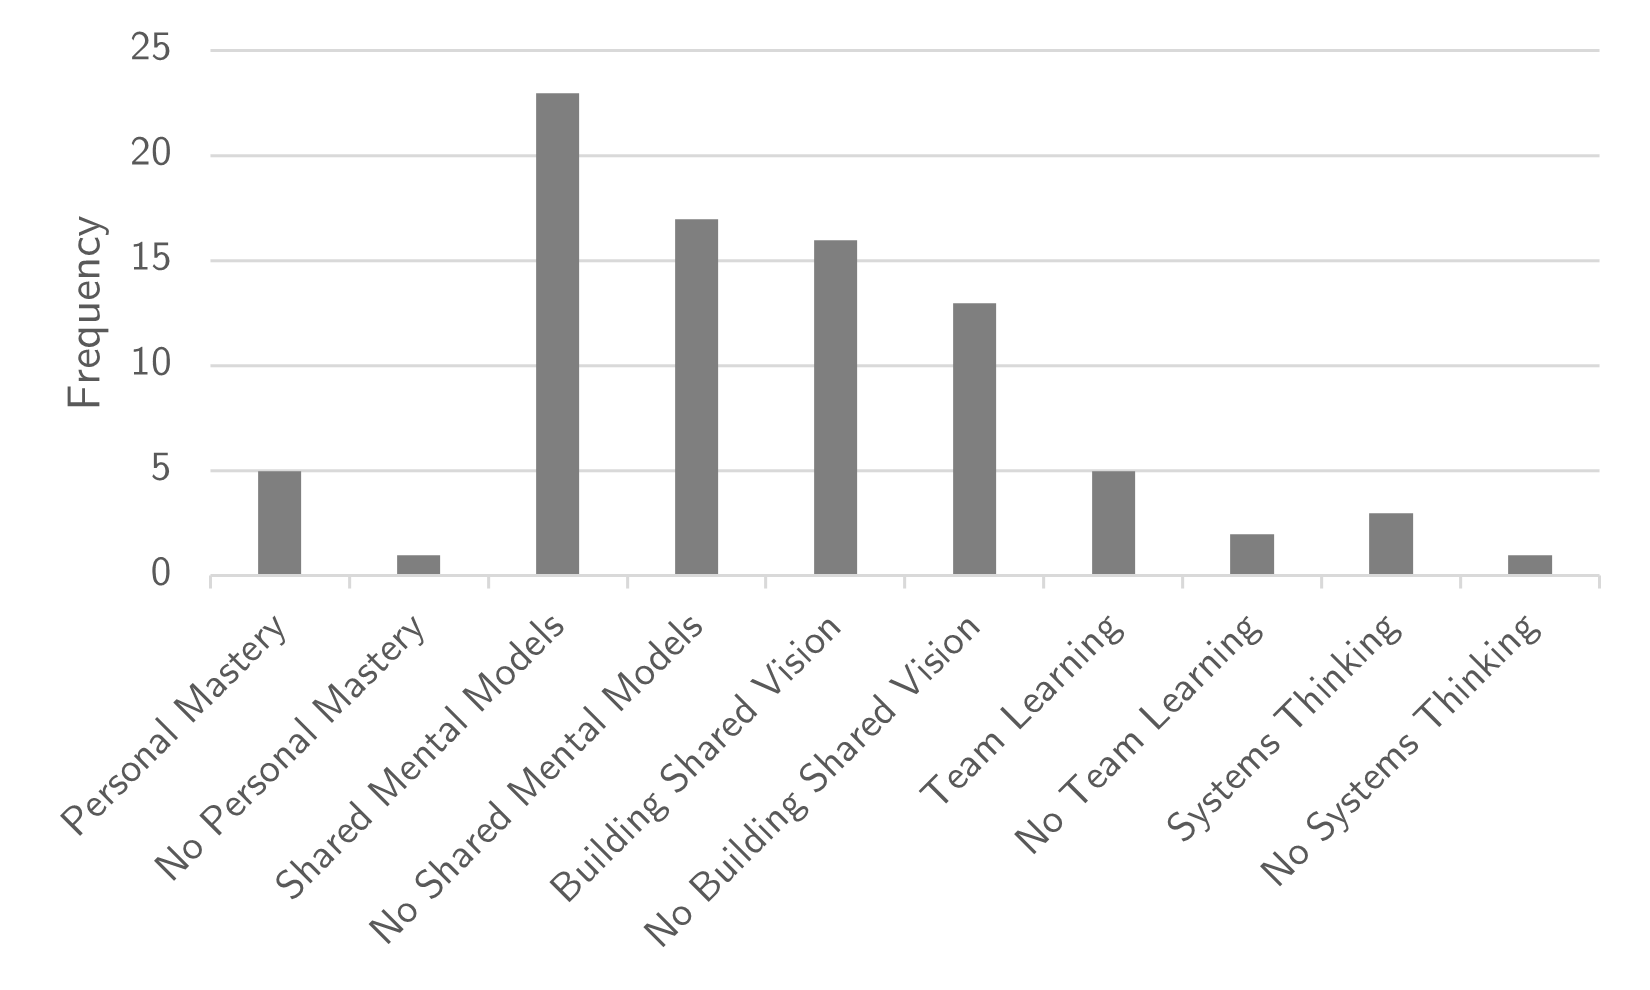 25
20
15
10
5
0
Frequency
Personal Mastery
No Personal Mastery
Shared Mental Models
No Shared Mental Models
Building Shared Vision
No Building Shared Vision
Team Learning
No Team Learning
Systems Thinking
No Systems Thinking